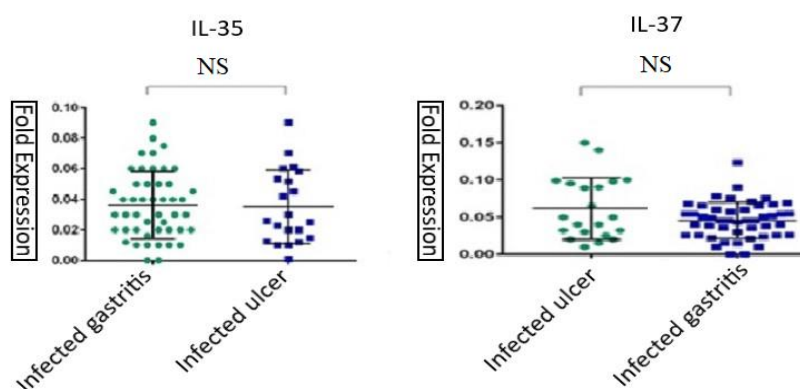 IL-35
NS
Fold Expression
0.10
0.08
0.06
0.04
0.02
0.00
Infected gastritis
Infected ulcer
IL-37
NS
Fold Expression
0.20
0.15
0.10
0.05
0.00
Infected ulcer
Infected gastritis